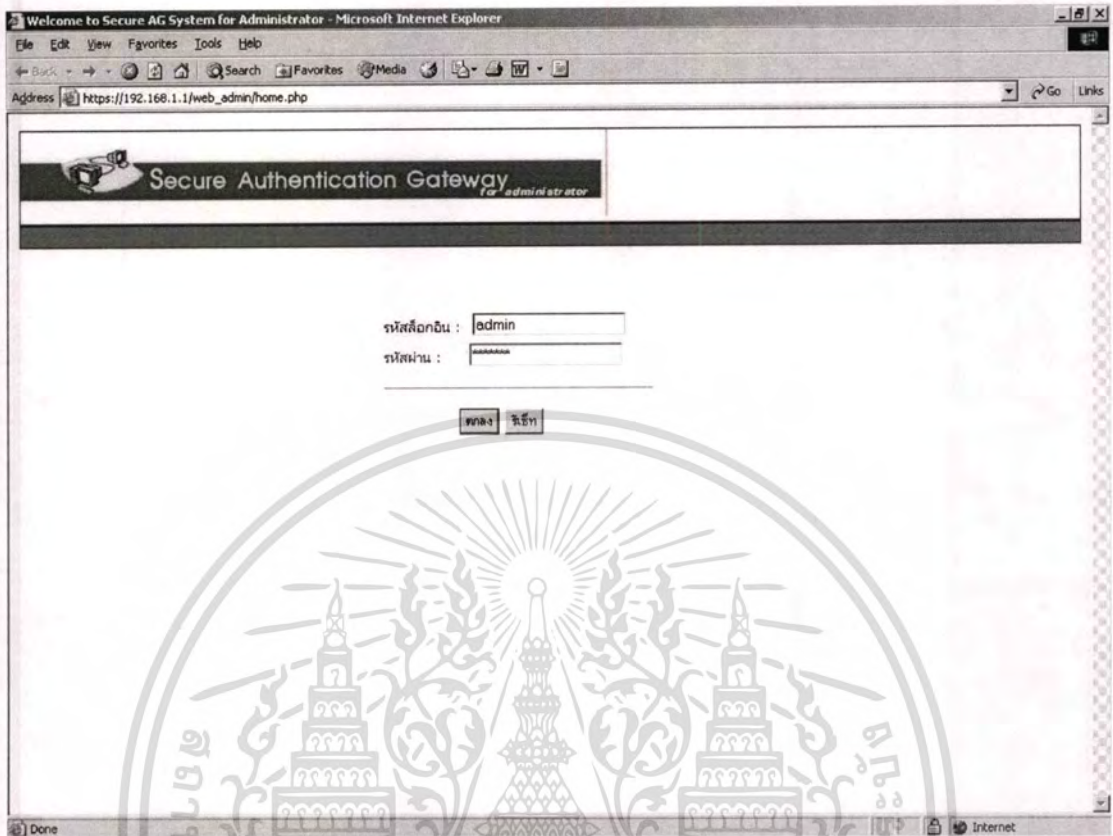 Welcome to Secure AG System for Administrator - Microsoft Internet Explorer
File Edit View Favorites Tools Help
Back Search Favorites Media
Address https://192.168.1.1/web_admin/home.php Go Links
Secure Authentication Gateway
for administrator
รหัสล็อกอิน : admin
รหัสผ่าน : *******
ตกลง รีเซ็ท
Done Internet